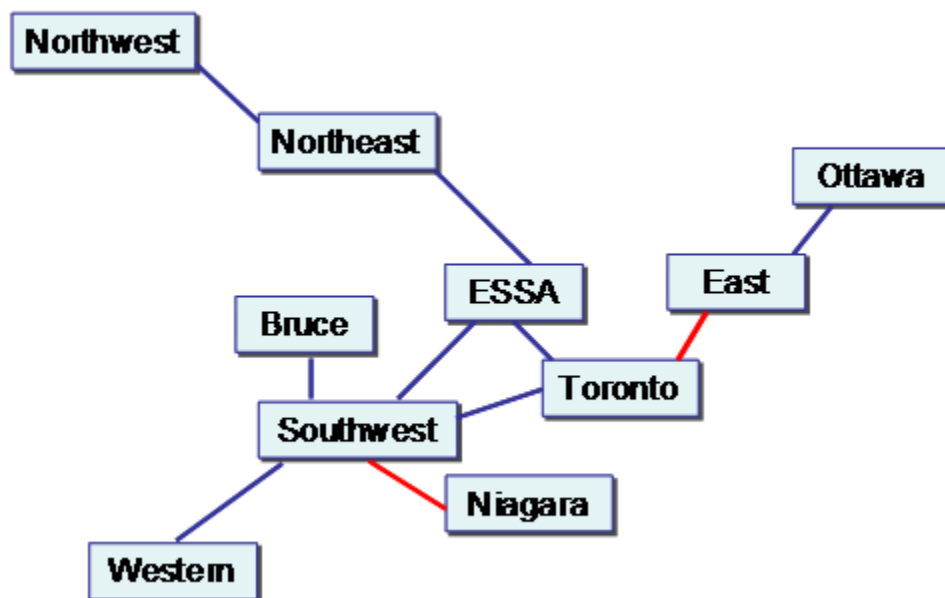 Northwest
Northeast
Ottawa
ESSA
East
Bruce
Toronto
Southwest
Niagara
Western